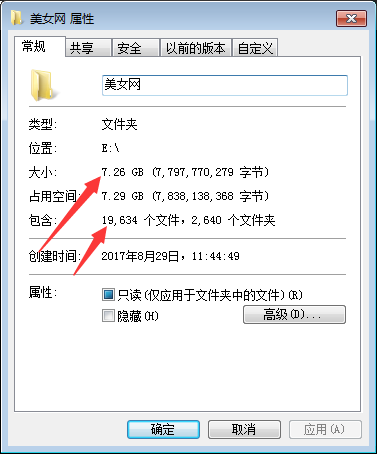 美女网 属性
常规 共享 安全 以前的版本 自定义
美女网
类型: 文件夹
位置: E:\
大小: 7.26 GB (7,797,770,279 字节)
占用空间: 7.29 GB (7,838,138,368 字节)
包含: 19,634 个文件，2,640 个文件夹
创建时间: 2017年8月29日，11:44:49
属性: 只读(仅应用于文件夹中的文件)(R)
隐藏(H) 高级(D)...
确定 取消 应用(A)